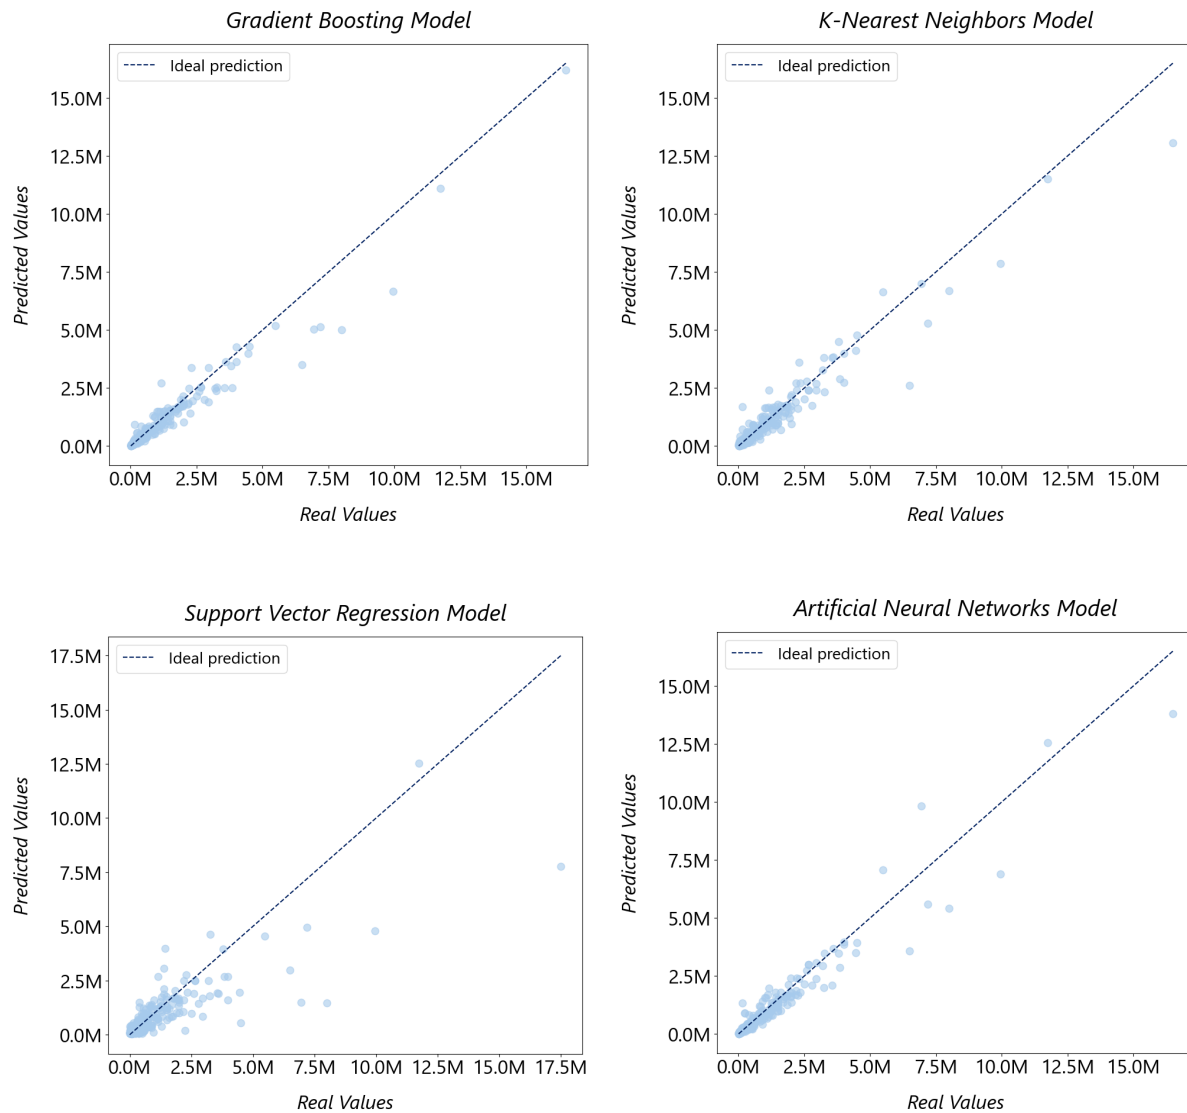 Gradient Boosting Model
Ideal prediction
15.0M
12.5M
10.0M
7.5M
5.0M
2.5M
0.0M
Predicted Values
0.0M 2.5M 5.0M 7.5M 10.0M 12.5M 15.0M
Real Values
K-Nearest Neighbors Model
Ideal prediction
15.0M
12.5M
10.0M
7.5M
5.0M
2.5M
0.0M
Predicted Values
0.0M 2.5M 5.0M 7.5M 10.0M 12.5M 15.0M
Real Values
Support Vector Regression Model
Ideal prediction
17.5M
15.0M
12.5M
10.0M
7.5M
5.0M
2.5M
0.0M
Predicted Values
0.0M 2.5M 5.0M 7.5M 10.0M 12.5M 15.0M 17.5M
Real Values
Artificial Neural Networks Model
Ideal prediction
15.0M
12.5M
10.0M
7.5M
5.0M
2.5M
0.0M
Predicted Values
0.0M 2.5M 5.0M 7.5M 10.0M 12.5M 15.0M
Real Values